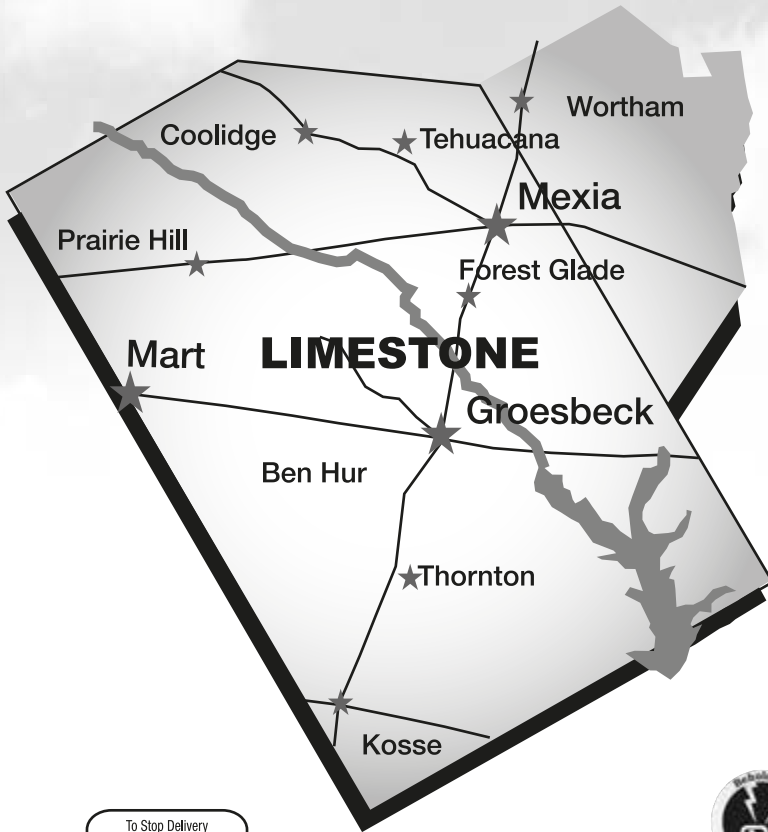 Wortham
Coolidge
Tehuacana
Mexia
Prairie Hill
Forest Glade
Mart
LIMESTONE
Groesbeck
Ben Hur
Thornton
Kosse
To Stop Delivery